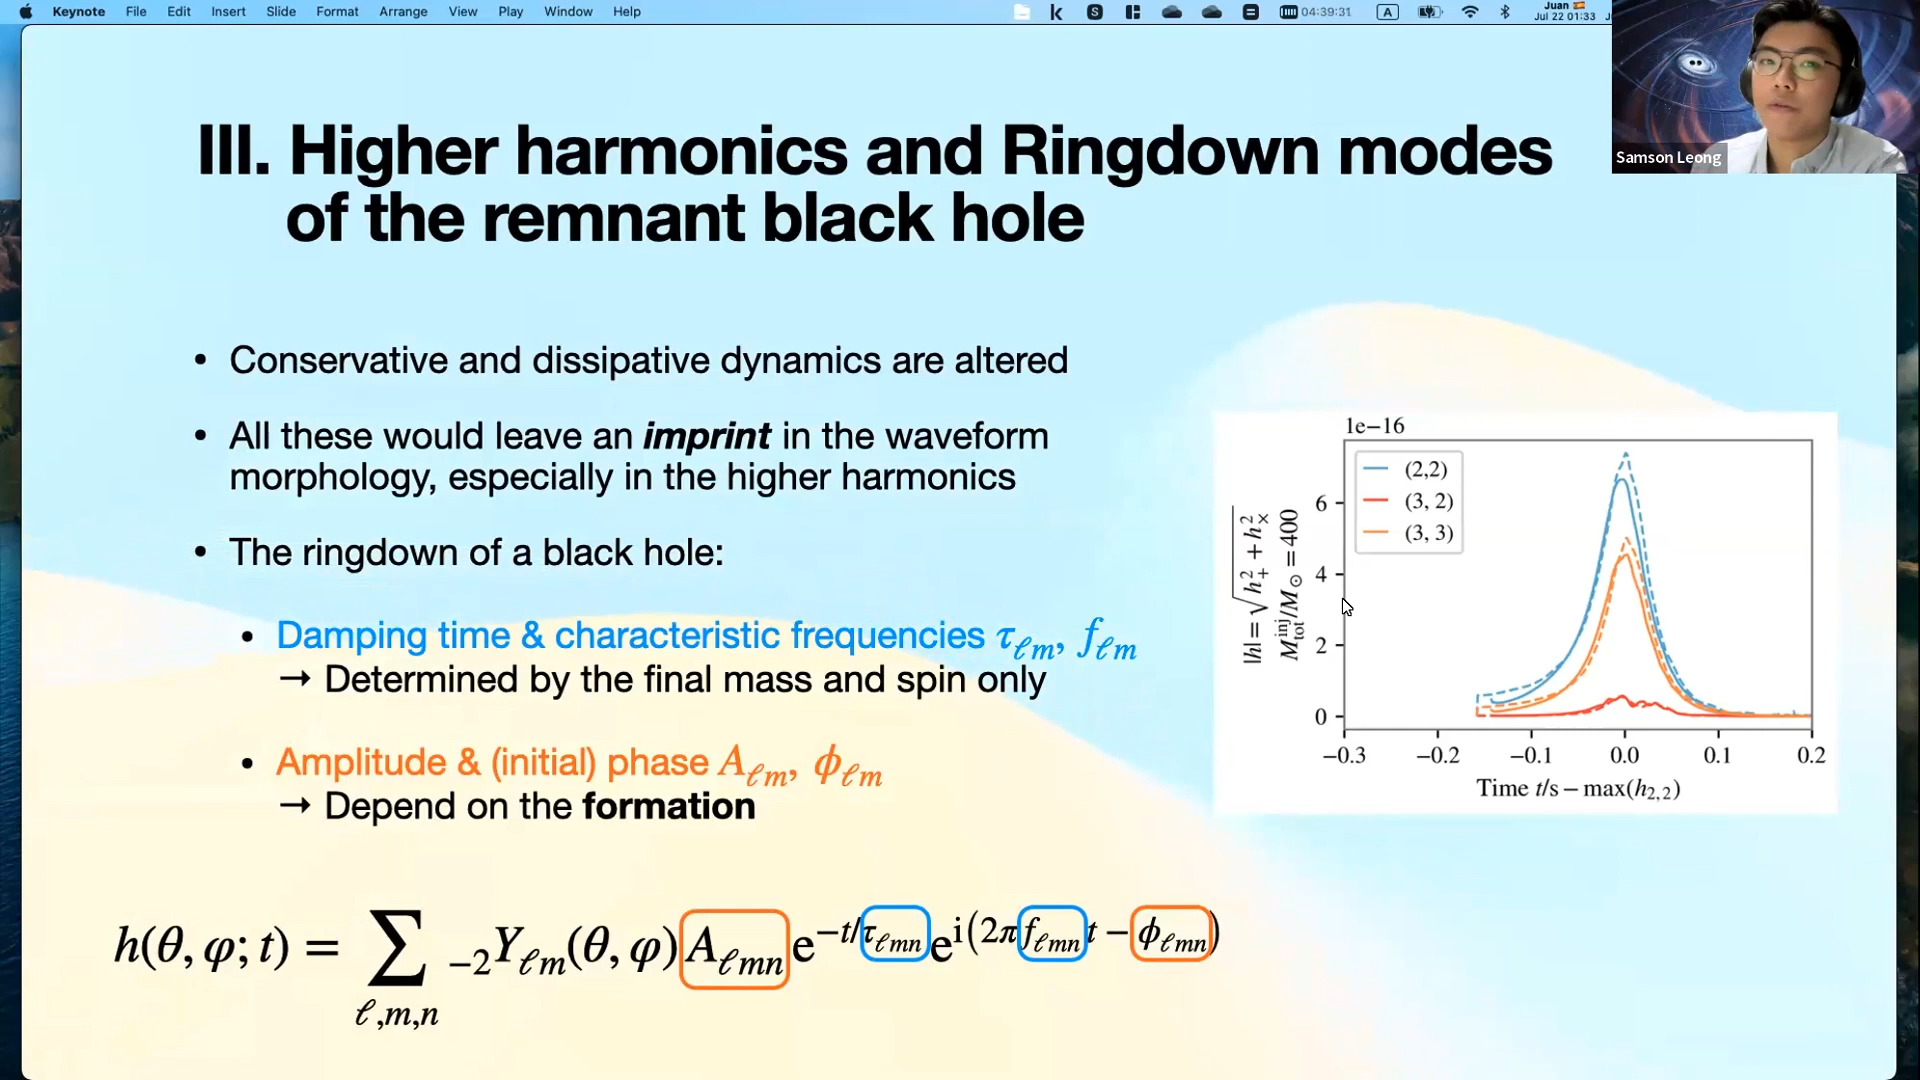 Keynote File Edit Insert Slide Format Arrange View Play Window Help 04:39:31 A Juan
Jul 22 01:33
Samson Leong
III. Higher harmonics and Ringdown modes
of the remnant black hole
• Conservative and dissipative dynamics are altered
• All these would leave an imprint in the waveform
morphology, especially in the higher harmonics
• The ringdown of a black hole:
• Damping time & characteristic frequencies τℓm, fℓm
→ Determined by the final mass and spin only
• Amplitude & (initial) phase Aℓm, ϕℓm
→ Depend on the formation
h(θ, φ; t) = ∑ −2Yℓm(θ, φ) Aℓmn e−t/τℓmn ei(2πfℓmn t − ϕℓmn)
ℓ,m,n
1e−16
(2,2)
(3, 2)
(3, 3)
6
4
2
0
−0.3 −0.2 −0.1 0.0 0.1 0.2
Time t/s − max(h2,2)
|h| = √h+2 + h×2
Mtotinj/M⊙ = 400